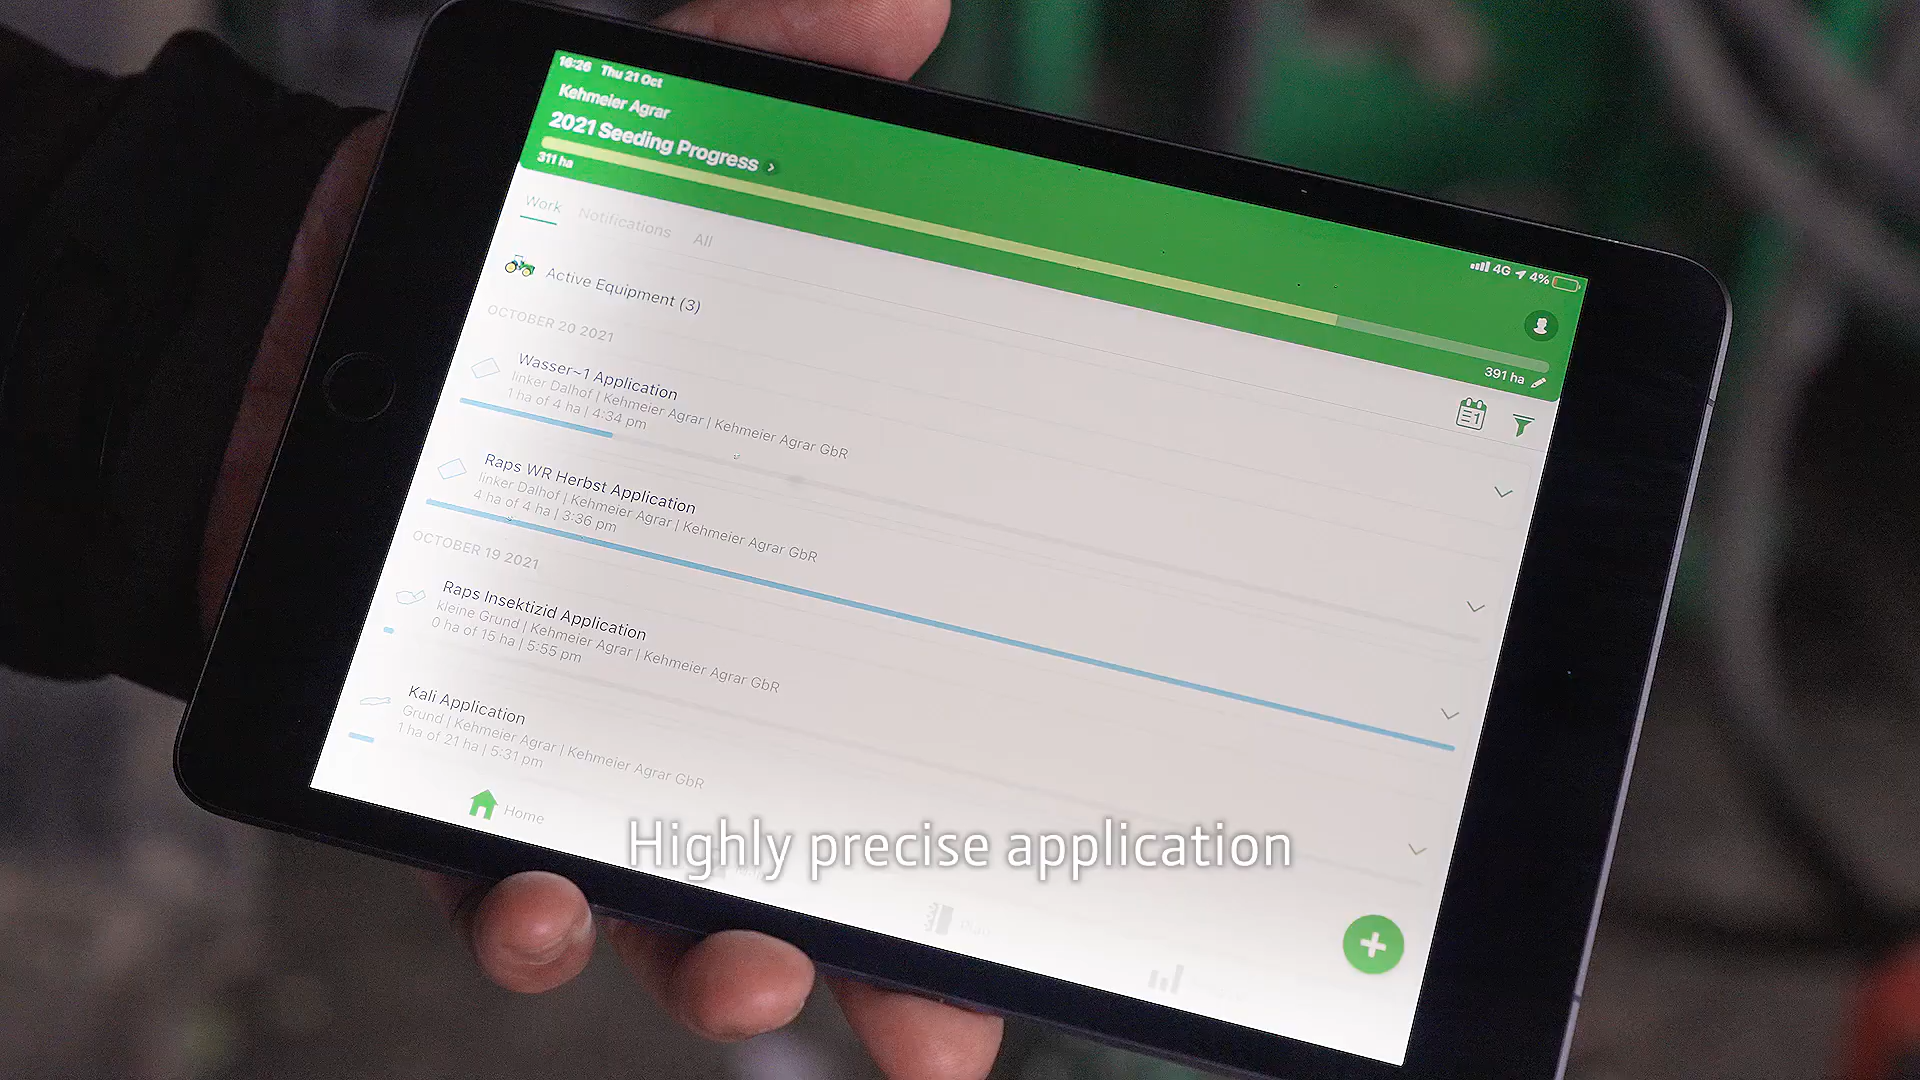 16:26 Thu 21 Oct
4G 4%
Kehmeier Agrar
2021 Seeding Progress
311 ha
391 ha
Work Notifications All
Active Equipment (3)
OCTOBER 20 2021
Wasser~1 Application
linker Dalhof | Kehmeier Agrar | Kehmeier Agrar GbR
1 ha of 4 ha | 4:34 pm
Raps WR Herbst Application
linker Dalhof | Kehmeier Agrar | Kehmeier Agrar GbR
4 ha of 4 ha | 3:36 pm
OCTOBER 19 2021
Raps Insektizid Application
kleine Grund | Kehmeier Agrar | Kehmeier Agrar GbR
0 ha of 15 ha | 5:55 pm
Kali Application
Grund | Kehmeier Agrar | Kehmeier Agrar GbR
1 ha of 21 ha | 5:31 pm
Home
Plan
Highly precise application